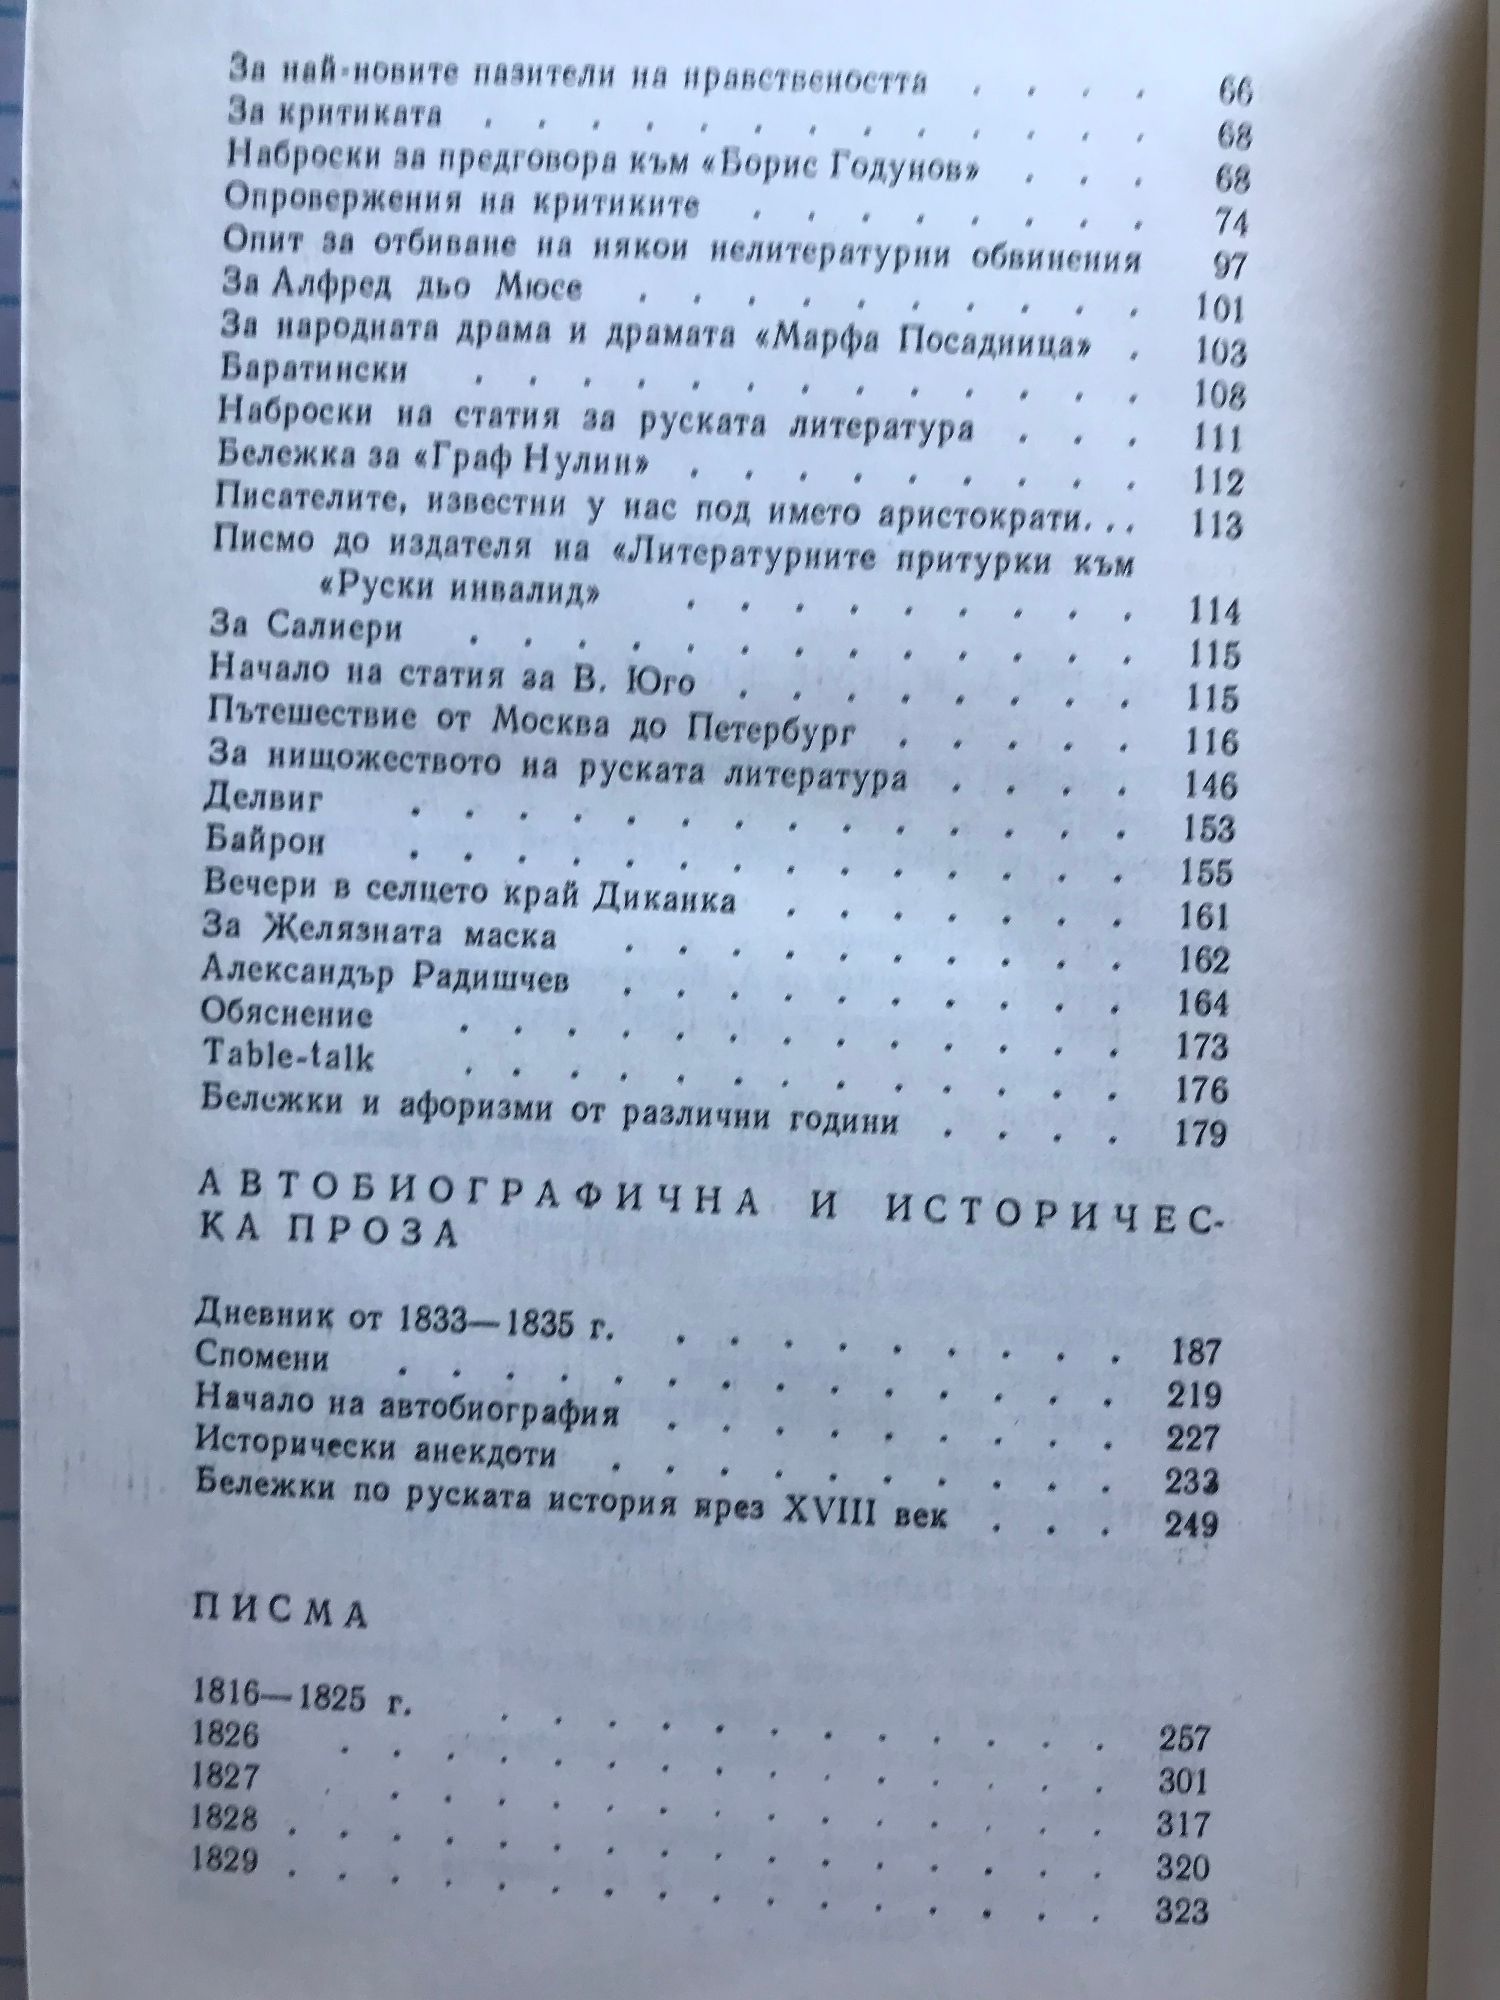 За най-новите пазители на нравствеността . . . . 66
За критиката . . . . . . . . . . . . . 68
Наброски за предговора към «Борис Годунов» . . . 68
Опровержения на критиките . . . . . . . . 74
Опит за отбиване на някои нелитературни обвинения 97
За Алфред дьо Мюсе . . . . . . . . . . 101
За народната драма и драмата «Марфа Посадница» . 103
Баратински . . . . . . . . . . . . . 108
Наброски на статия за руската литература . . . 111
Бележка за «Граф Нулин» . . . . . . . . . 112
Писателите, известни у нас под името аристократи. . . 113
Писмо до издателя на «Литературните притурки към
«Руски инвалид» . . . . . . . . . 114
За Салиери . . . . . . . . . . . . . 115
Начало на статия за В. Юго . . . . . . . . 115
Пътешествие от Москва до Петербург . . . . . 116
За нищожеството на руската литература . . . . 146
Делвиг . . . . . . . . . . . . . . 153
Байрон . . . . . . . . . . . . . . 155
Вечери в селцето край Диканка . . . . . . . 161
За Желязната маска . . . . . . . . . . 162
Александър Радишчев . . . . . . . . . . 164
Обяснение . . . . . . . . . . . . . 173
Table-talk . . . . . . . . . . . . . 176
Бележки и афоризми от различни години . . . . 179
АВТОБИОГРАФИЧНА И ИСТОРИЧЕС-
КА ПРОЗА
Дневник от 1833—1835 г. . . . . . . . . . 187
Спомени . . . . . . . . . . . . . . 219
Начало на автобиография . . . . . . . . . 227
Исторически анекдоти . . . . . . . . . . 233
Бележки по руската история през XVIII век . . . 249
ПИСМА
1816—1825 г. . . . . . . . . . . . . 257
1826 . . . . . . . . . . . . . . . 301
1827 . . . . . . . . . . . . . . . 317
1828 . . . . . . . . . . . . . . . . 320
1829 . . . . . . . . . . . . . . . . 323